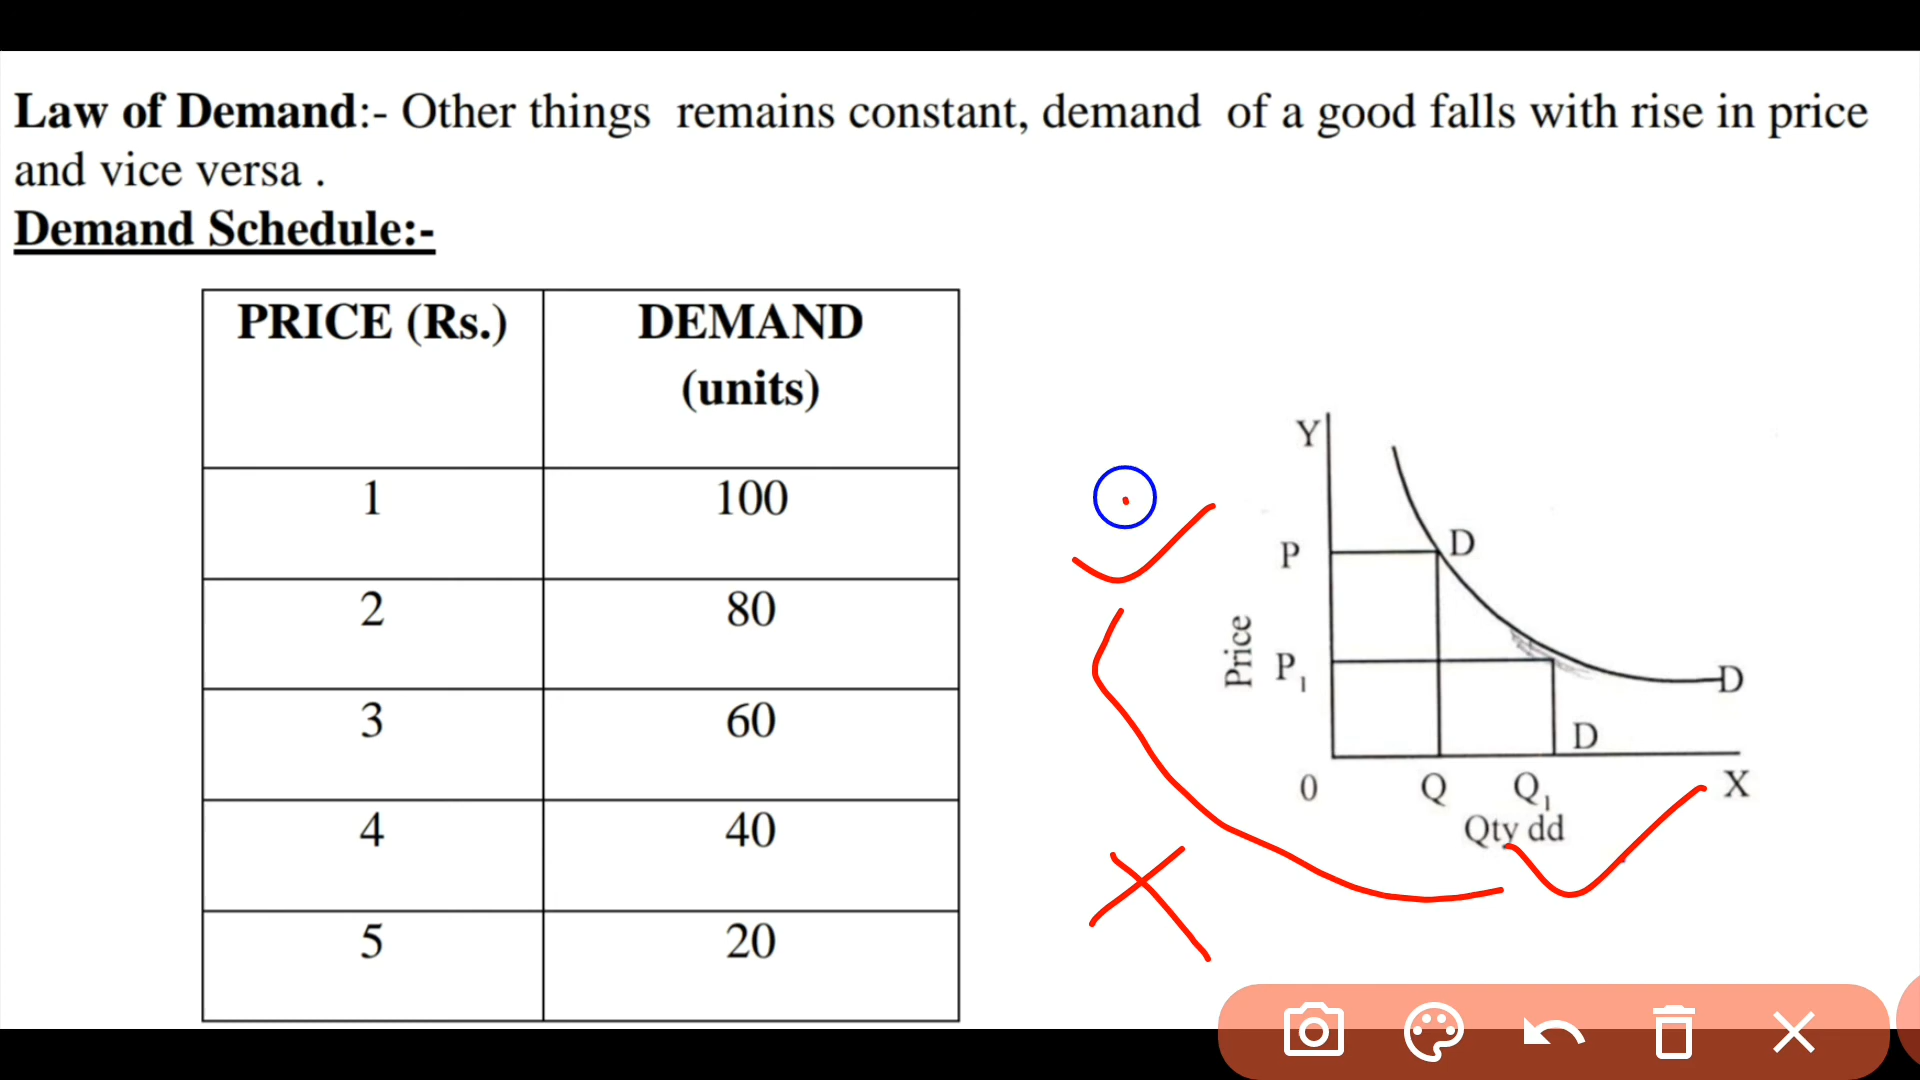 Law of Demand:- Other things remains constant, demand of a good falls with rise in price
and vice versa .
Demand Schedule:-
PRICE (Rs.) DEMAND
(units)
1 100
2 80
3 60
4 40
5 20
Y
P D
Price P₁ D
D
0 Q Q₁ X
Qty dd